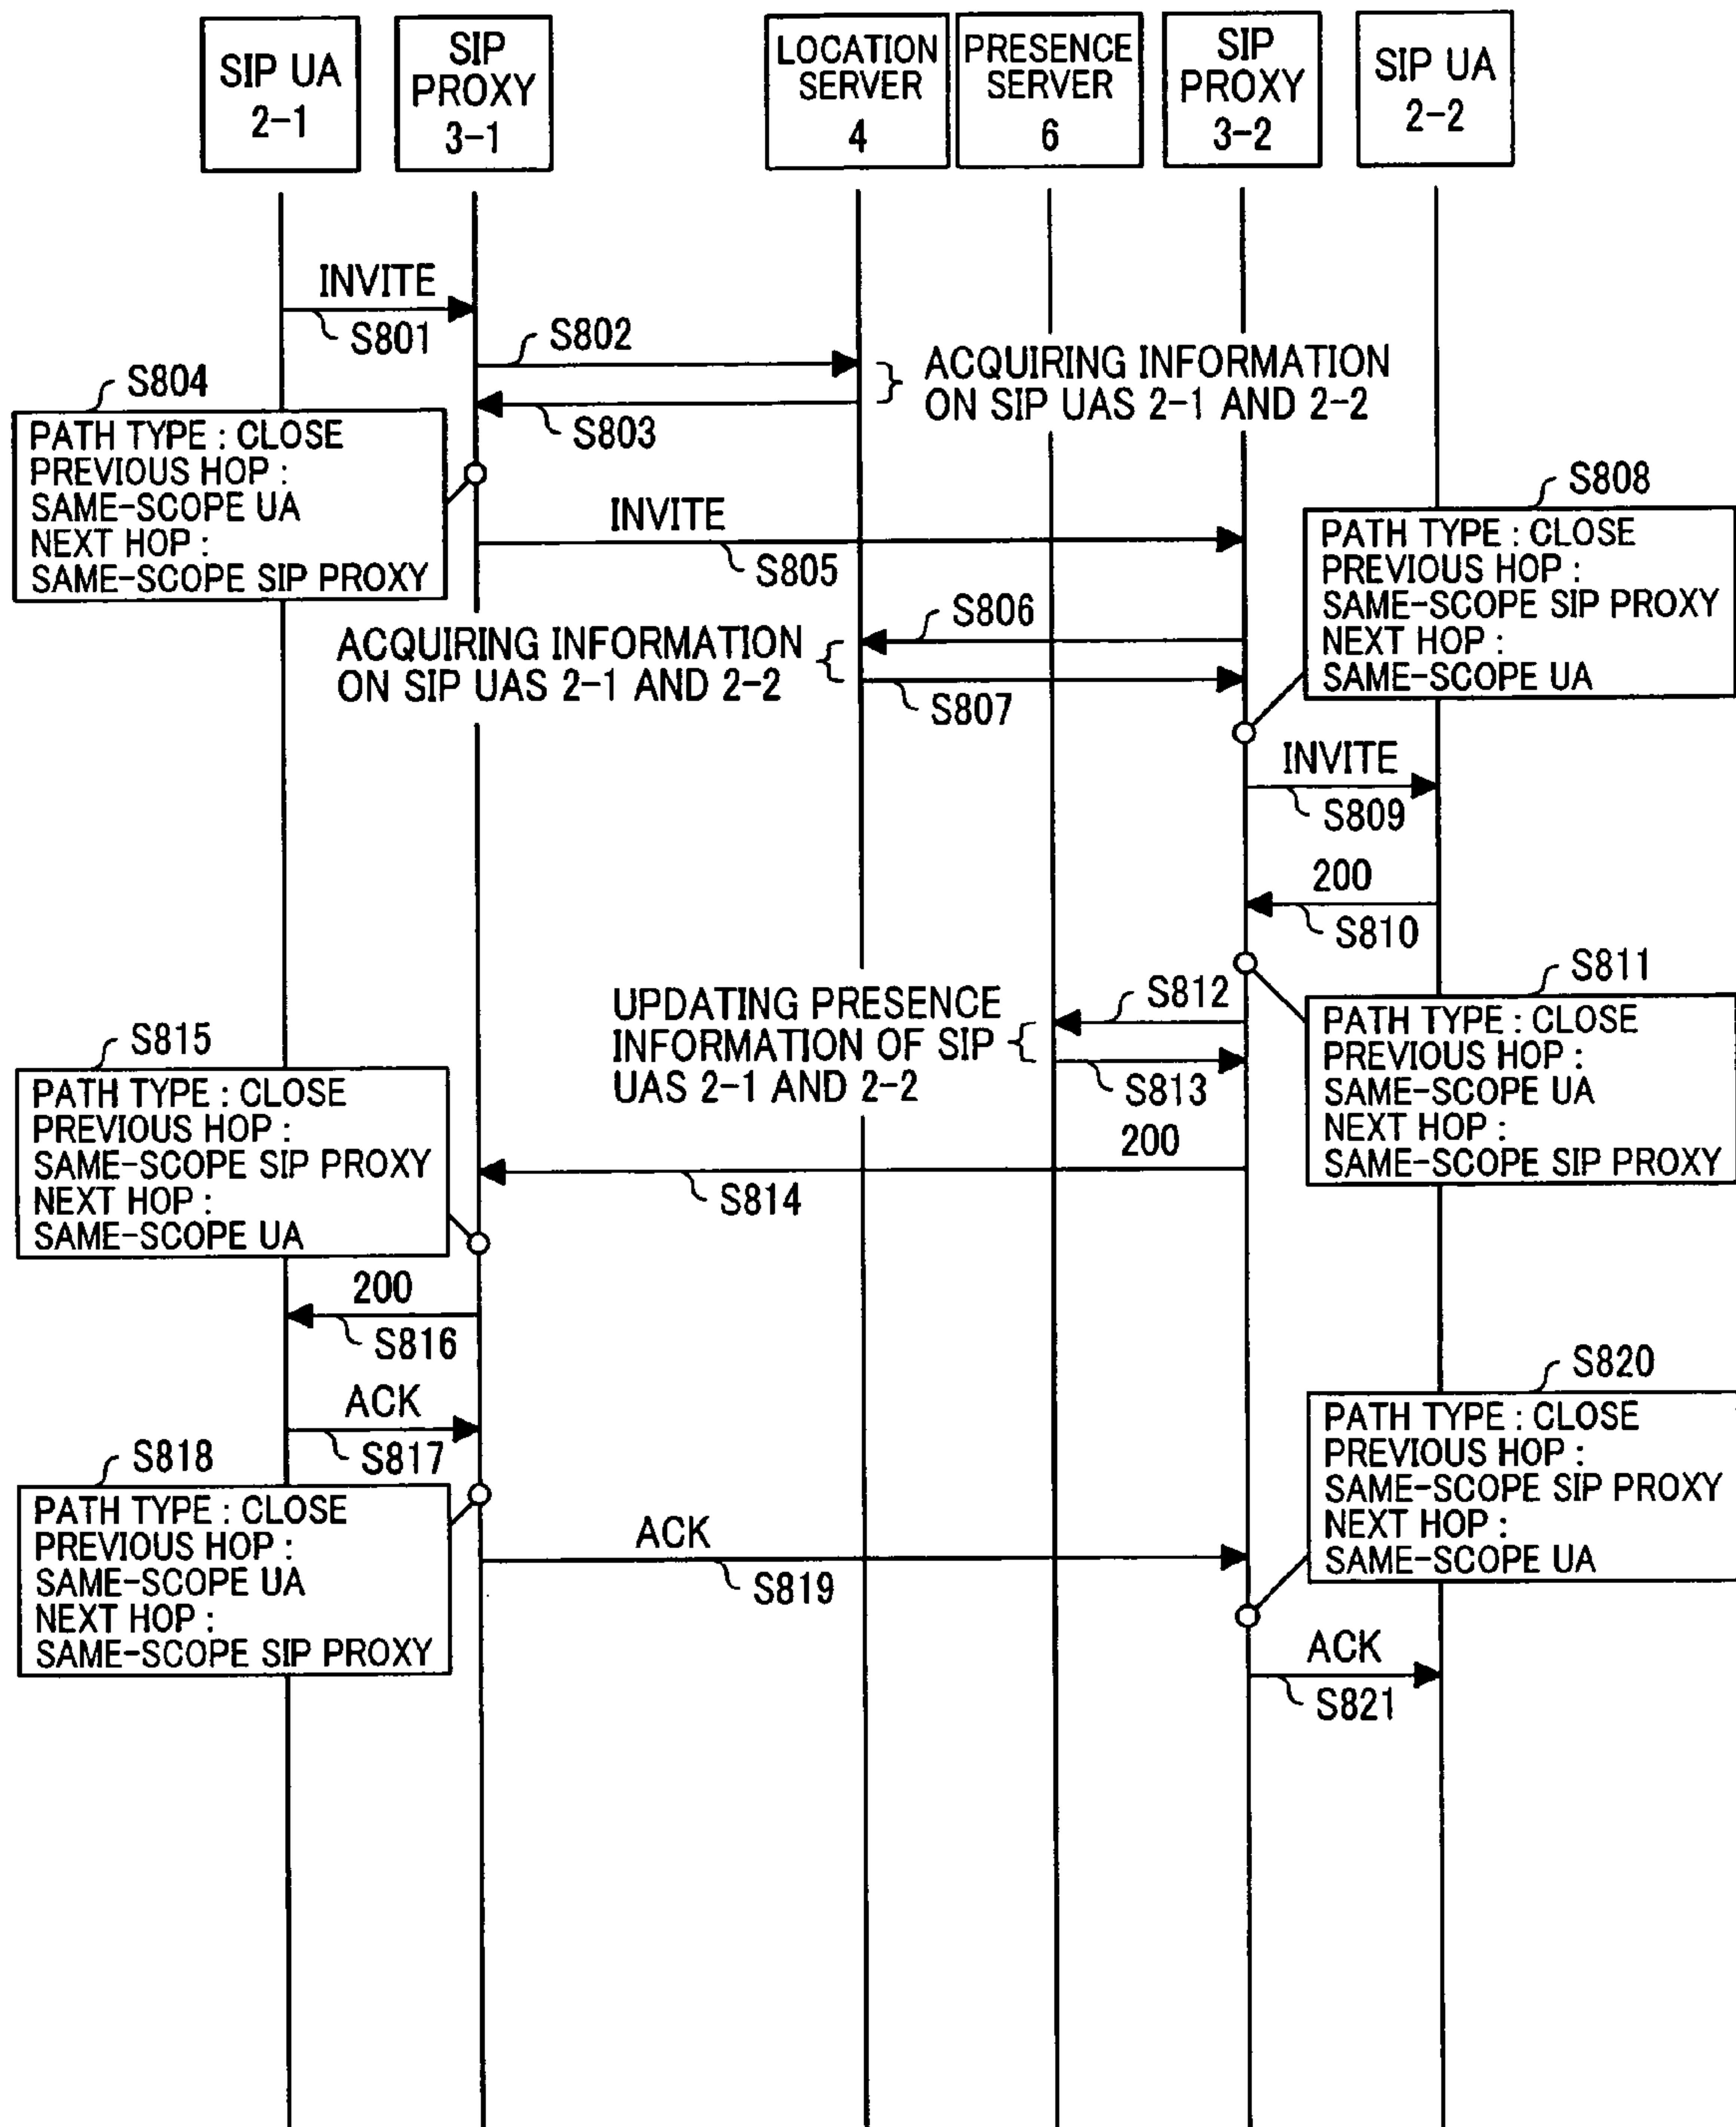 SIP UA
2-1
SIP
PROXY
3-1
LOCATION
SERVER
4
PRESENCE
SERVER
6
SIP
PROXY
3-2
SIP UA
2-2
INVITE
S801
S802
ACQUIRING INFORMATION
ON SIP UAS 2-1 AND 2-2
S803
S804
PATH TYPE : CLOSE
PREVIOUS HOP :
SAME-SCOPE UA
NEXT HOP :
SAME-SCOPE SIP PROXY
INVITE
S805
S806
ACQUIRING INFORMATION
ON SIP UAS 2-1 AND 2-2
S807
S808
PATH TYPE : CLOSE
PREVIOUS HOP :
SAME-SCOPE SIP PROXY
NEXT HOP :
SAME-SCOPE UA
INVITE
S809
200
S810
S811
PATH TYPE : CLOSE
PREVIOUS HOP :
SAME-SCOPE UA
NEXT HOP :
SAME-SCOPE SIP PROXY
S812
UPDATING PRESENCE
INFORMATION OF SIP
UAS 2-1 AND 2-2
S813
200
S814
S815
PATH TYPE : CLOSE
PREVIOUS HOP :
SAME-SCOPE SIP PROXY
NEXT HOP :
SAME-SCOPE UA
200
S816
ACK
S817
S818
PATH TYPE : CLOSE
PREVIOUS HOP :
SAME-SCOPE UA
NEXT HOP :
SAME-SCOPE SIP PROXY
ACK
S819
S820
PATH TYPE : CLOSE
PREVIOUS HOP :
SAME-SCOPE SIP PROXY
NEXT HOP :
SAME-SCOPE UA
ACK
S821